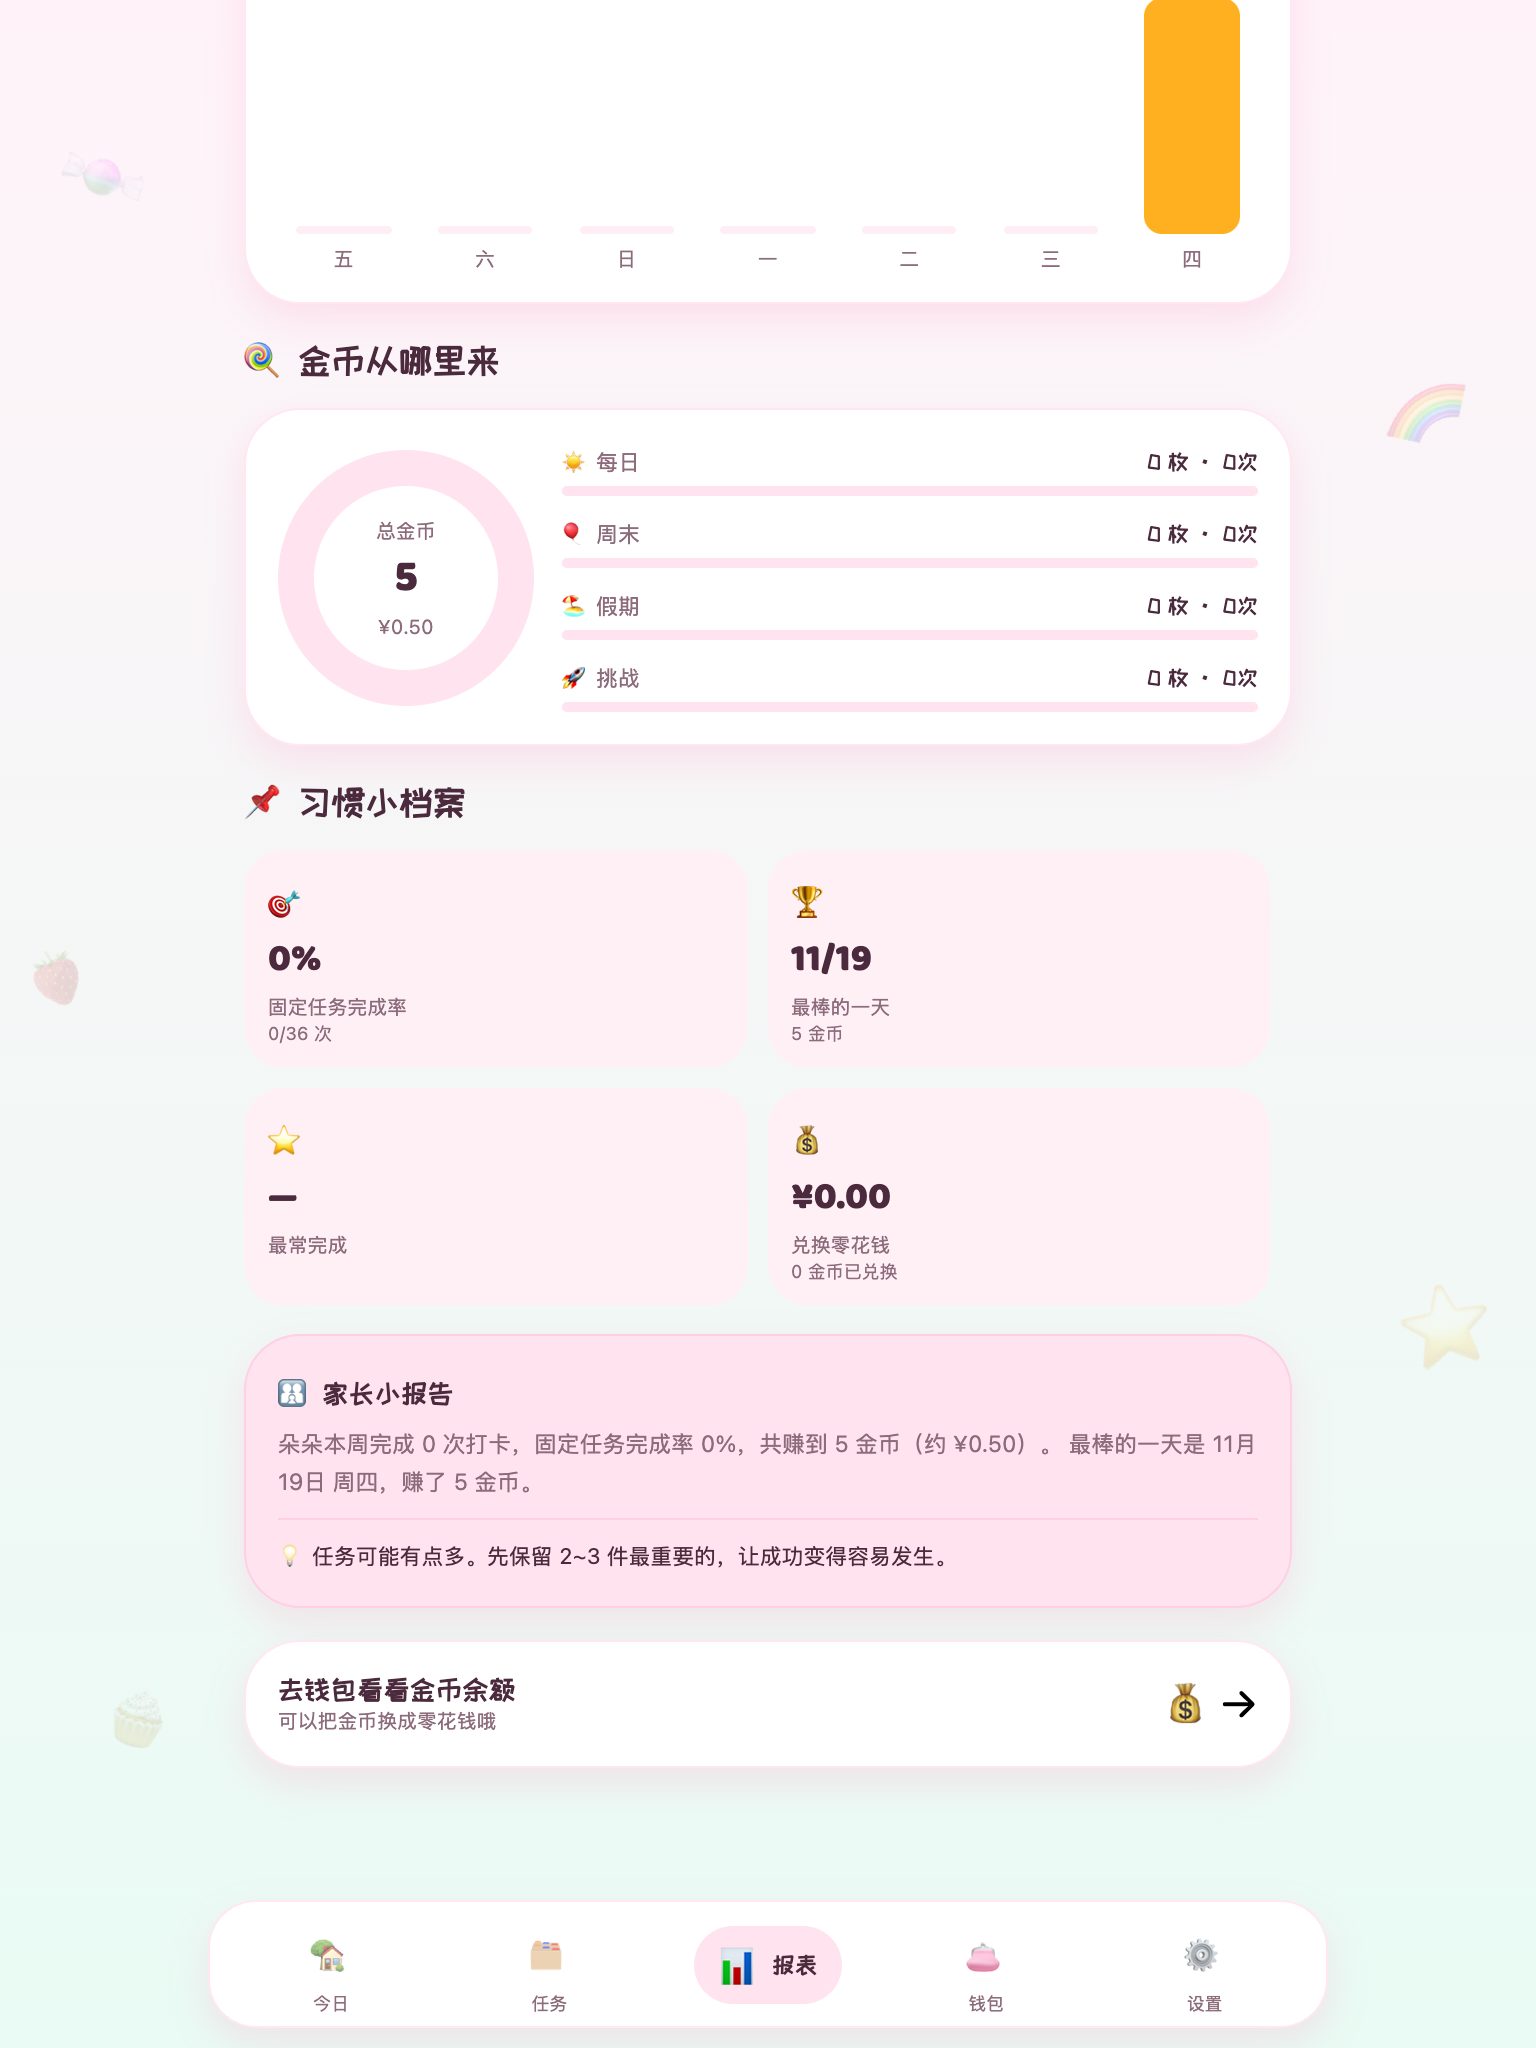 五 六 日 一 二 三 四
金币从哪里来
总金币
5
¥0.50
每日 0 枚 · 0次
周末 0 枚 · 0次
假期 0 枚 · 0次
挑战 0 枚 · 0次
习惯小档案
0%
固定任务完成率
0/36 次
11/19
最棒的一天
5 金币
—
最常完成
¥0.00
兑换零花钱
0 金币已兑换
家长小报告
朵朵本周完成 0 次打卡，固定任务完成率 0%，共赚到 5 金币（约 ¥0.50）。 最棒的一天是 11月
19日 周四，赚了 5 金币。
任务可能有点多。先保留 2~3 件最重要的，让成功变得容易发生。
去钱包看看金币余额
可以把金币换成零花钱哦
今日 任务 报表 钱包 设置